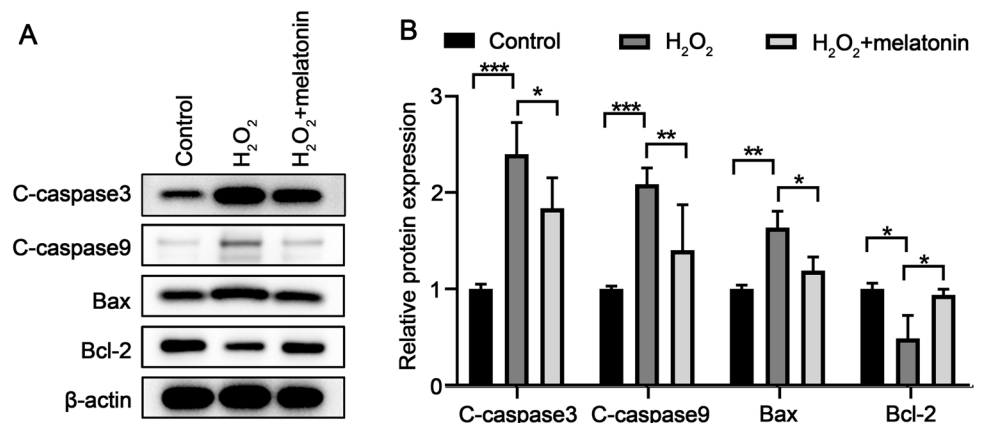 A
Control
H₂O₂
H₂O₂+melatonin
C-caspase3
C-caspase9
Bax
Bcl-2
β-actin
B
Control H₂O₂ H₂O₂+melatonin
Relative protein expression
3
2
1
0
*** * *** ** ** * * *
C-caspase3 C-caspase9 Bax Bcl-2